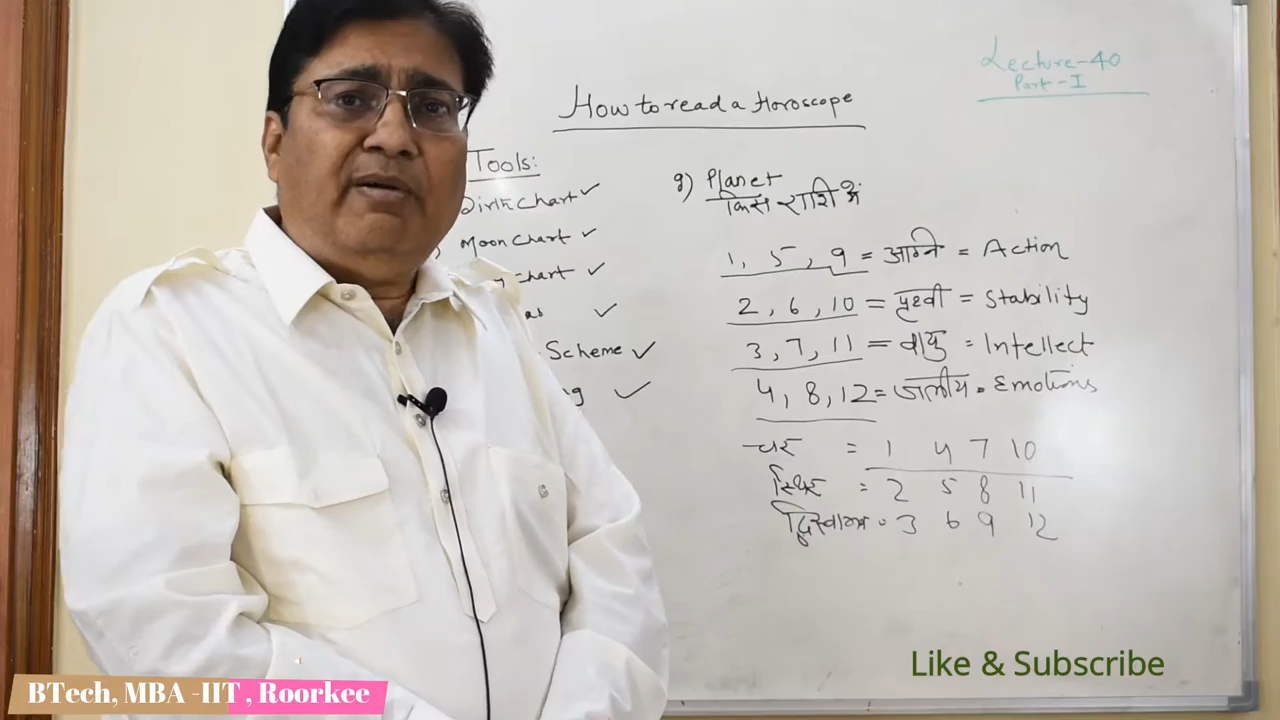 Lecture-40
Part-I
How to read a Horoscope
Tools:
Birth Chart ✓
Moon Chart ✓
chart ✓
✓
Scheme ✓
✓
9) Planet
किस राशि में
1, 5, 9 = अग्नि = Action
2, 6, 10 = पृथ्वी = Stability
3, 7, 11 = वायु = Intellect
4, 8, 12 = जलीय = Emotions
चर = 1 4 7 10
स्थिर = 2 5 8 11
द्विस्वभाव = 3 6 9 12
Like & Subscribe
BTech, MBA -IIT , Roorkee